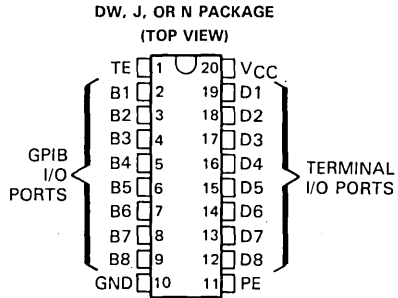 DW, J, OR N PACKAGE
(TOP VIEW)
TE 1 20 VCC
B1 2 19 D1
B2 3 18 D2
B3 4 17 D3
B4 5 16 D4
B5 6 15 D5
B6 7 14 D6
B7 8 13 D7
B8 9 12 D8
GND 10 11 PE
GPIB
I/O
PORTS
TERMINAL
I/O PORTS